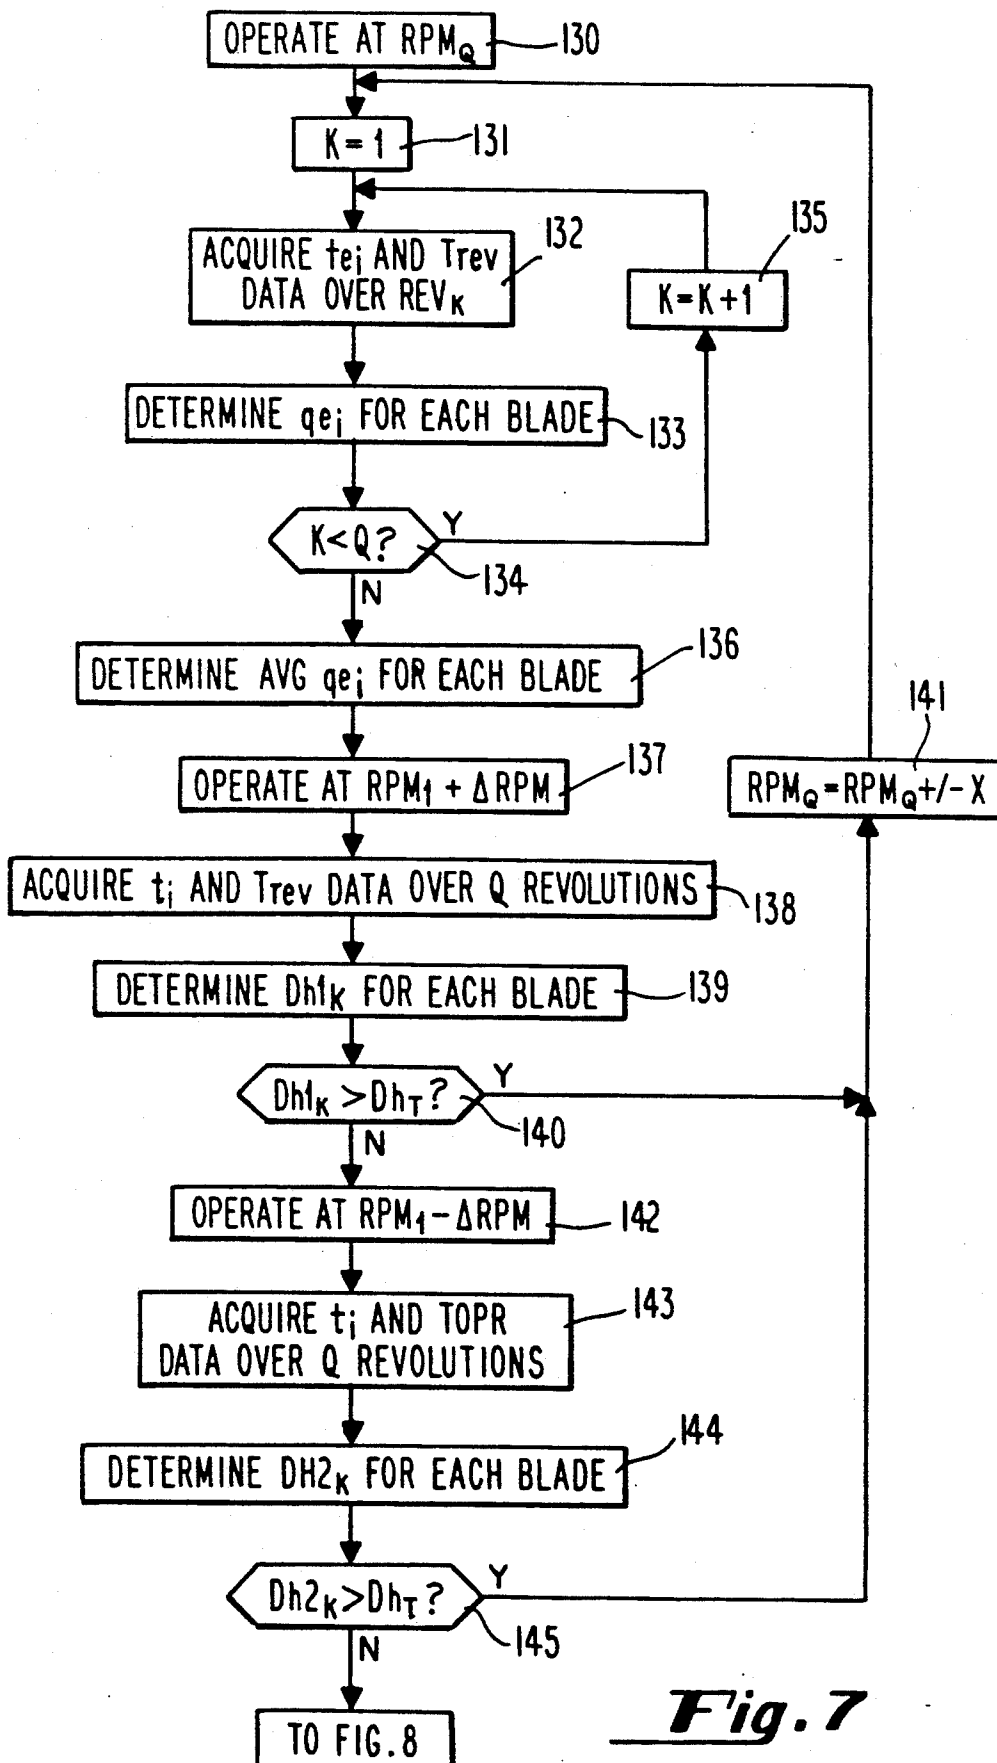 OPERATE AT RPMQ
130
K = 1
131
ACQUIRE tei AND Trev
DATA OVER REVK
132
K=K+1
135
DETERMINE qei FOR EACH BLADE
133
K<Q?
Y
134
N
DETERMINE AVG qei FOR EACH BLADE
136
OPERATE AT RPM1 + ΔRPM
137
RPMQ=RPMQ+/-X
141
ACQUIRE ti AND Trev DATA OVER Q REVOLUTIONS
138
DETERMINE Dh1K FOR EACH BLADE
139
Dh1K >DhT?
Y
140
N
OPERATE AT RPM1-ΔRPM
142
ACQUIRE ti AND TOPR
DATA OVER Q REVOLUTIONS
143
DETERMINE DH2K FOR EACH BLADE
144
Dh2K>DhT?
Y
145
N
TO FIG. 8
Fig. 7